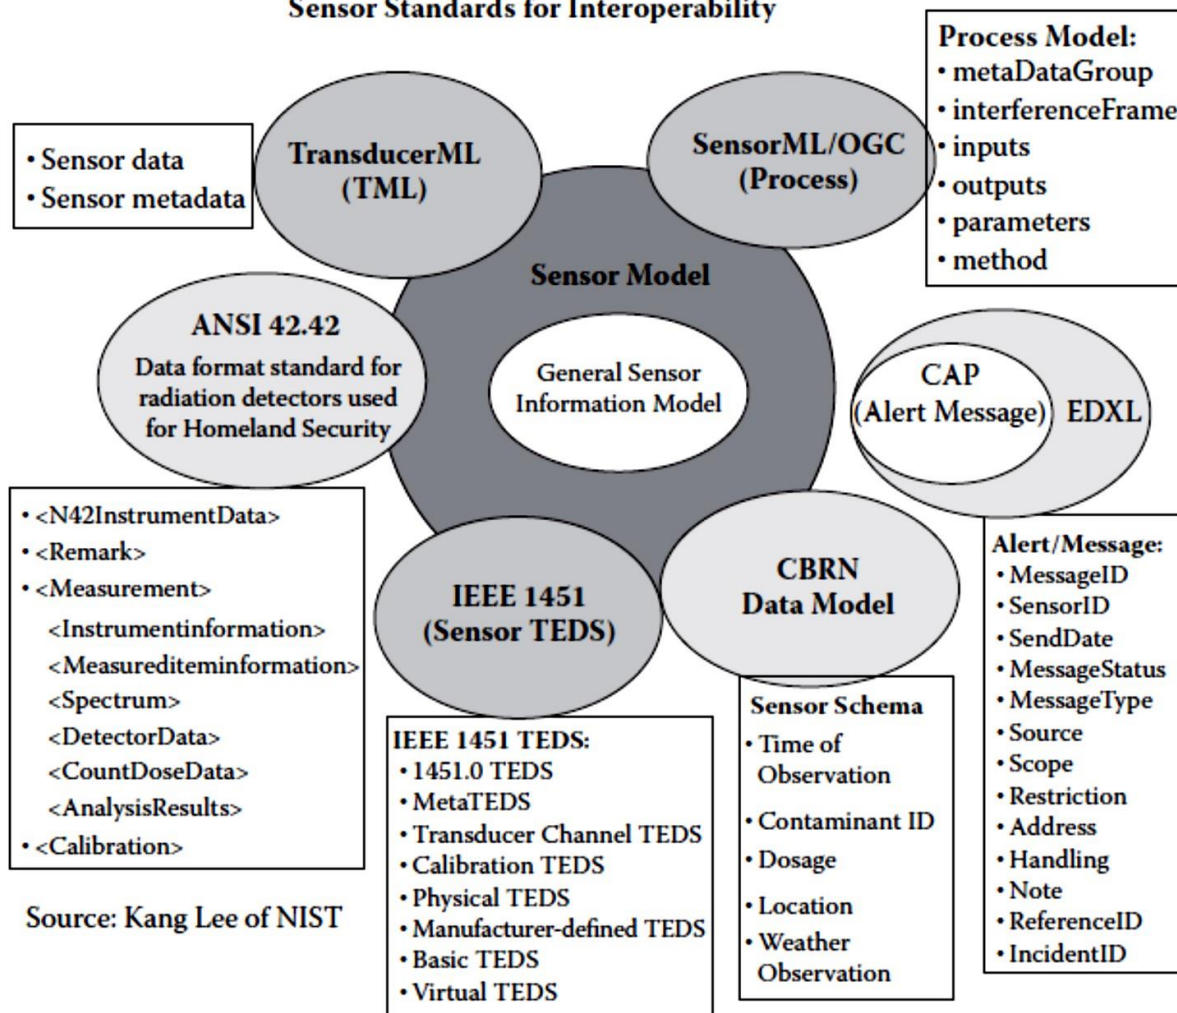 Sensor Standards for Interoperability
Process Model:
• metaDataGroup
• interferenceFrame
• inputs
• outputs
• parameters
• method
• Sensor data
• Sensor metadata
TransducerML
(TML)
SensorML/OGC
(Process)
Sensor Model
General Sensor
Information Model
ANSI 42.42
Data format standard for
radiation detectors used
for Homeland Security
CAP
(Alert Message)
EDXL
• <N42InstrumentData>
• <Remark>
• <Measurement>
<Instrumentinformation>
<Measurediteminformation>
<Spectrum>
<DetectorData>
<CountDoseData>
<AnalysisResults>
• <Calibration>
IEEE 1451
(Sensor TEDS)
CBRN
Data Model
IEEE 1451 TEDS:
• 1451.0 TEDS
• MetaTEDS
• Transducer Channel TEDS
• Calibration TEDS
• Physical TEDS
• Manufacturer-defined TEDS
• Basic TEDS
• Virtual TEDS
Sensor Schema
• Time of
Observation
• Contaminant ID
• Dosage
• Location
• Weather
Observation
Alert/Message:
• MessageID
• SensorID
• SendDate
• MessageStatus
• MessageType
• Source
• Scope
• Restriction
• Address
• Handling
• Note
• ReferenceID
• IncidentID
Source: Kang Lee of NIST